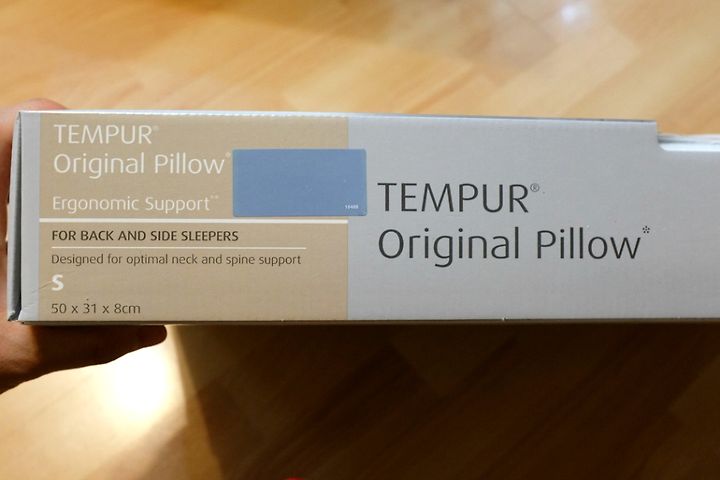 TEMPUR®
Original Pillow*
Ergonomic Support**
FOR BACK AND SIDE SLEEPERS
Designed for optimal neck and spine support
S
50 x 31 x 8cm
TEMPUR®
Original Pillow*